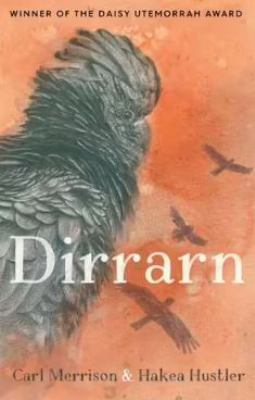 WINNER OF THE DAISY UTEMORRAH AWARD
Dirrarn
Carl Merrison & Hakea Hustler